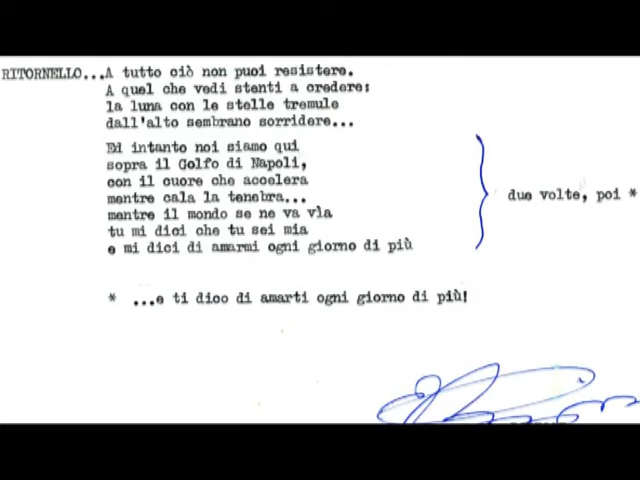 RITORNELLO...A tutto ciò non puoi resistere.
A quel che vedi stenti a credere:
la luna con le stelle tremule
dall'alto sembrano sorridere...
Ed intanto noi siamo qui
sopra il Golfo di Napoli,
con il cuore che accelera
mentre cala la tenebra...
mentre il mondo se ne va vìa
tu mi dici che tu sei mia
e mi dici di amarmi ogni giorno di più
due volte, poi *
* ...e ti dico di amarti ogni giorno di più!